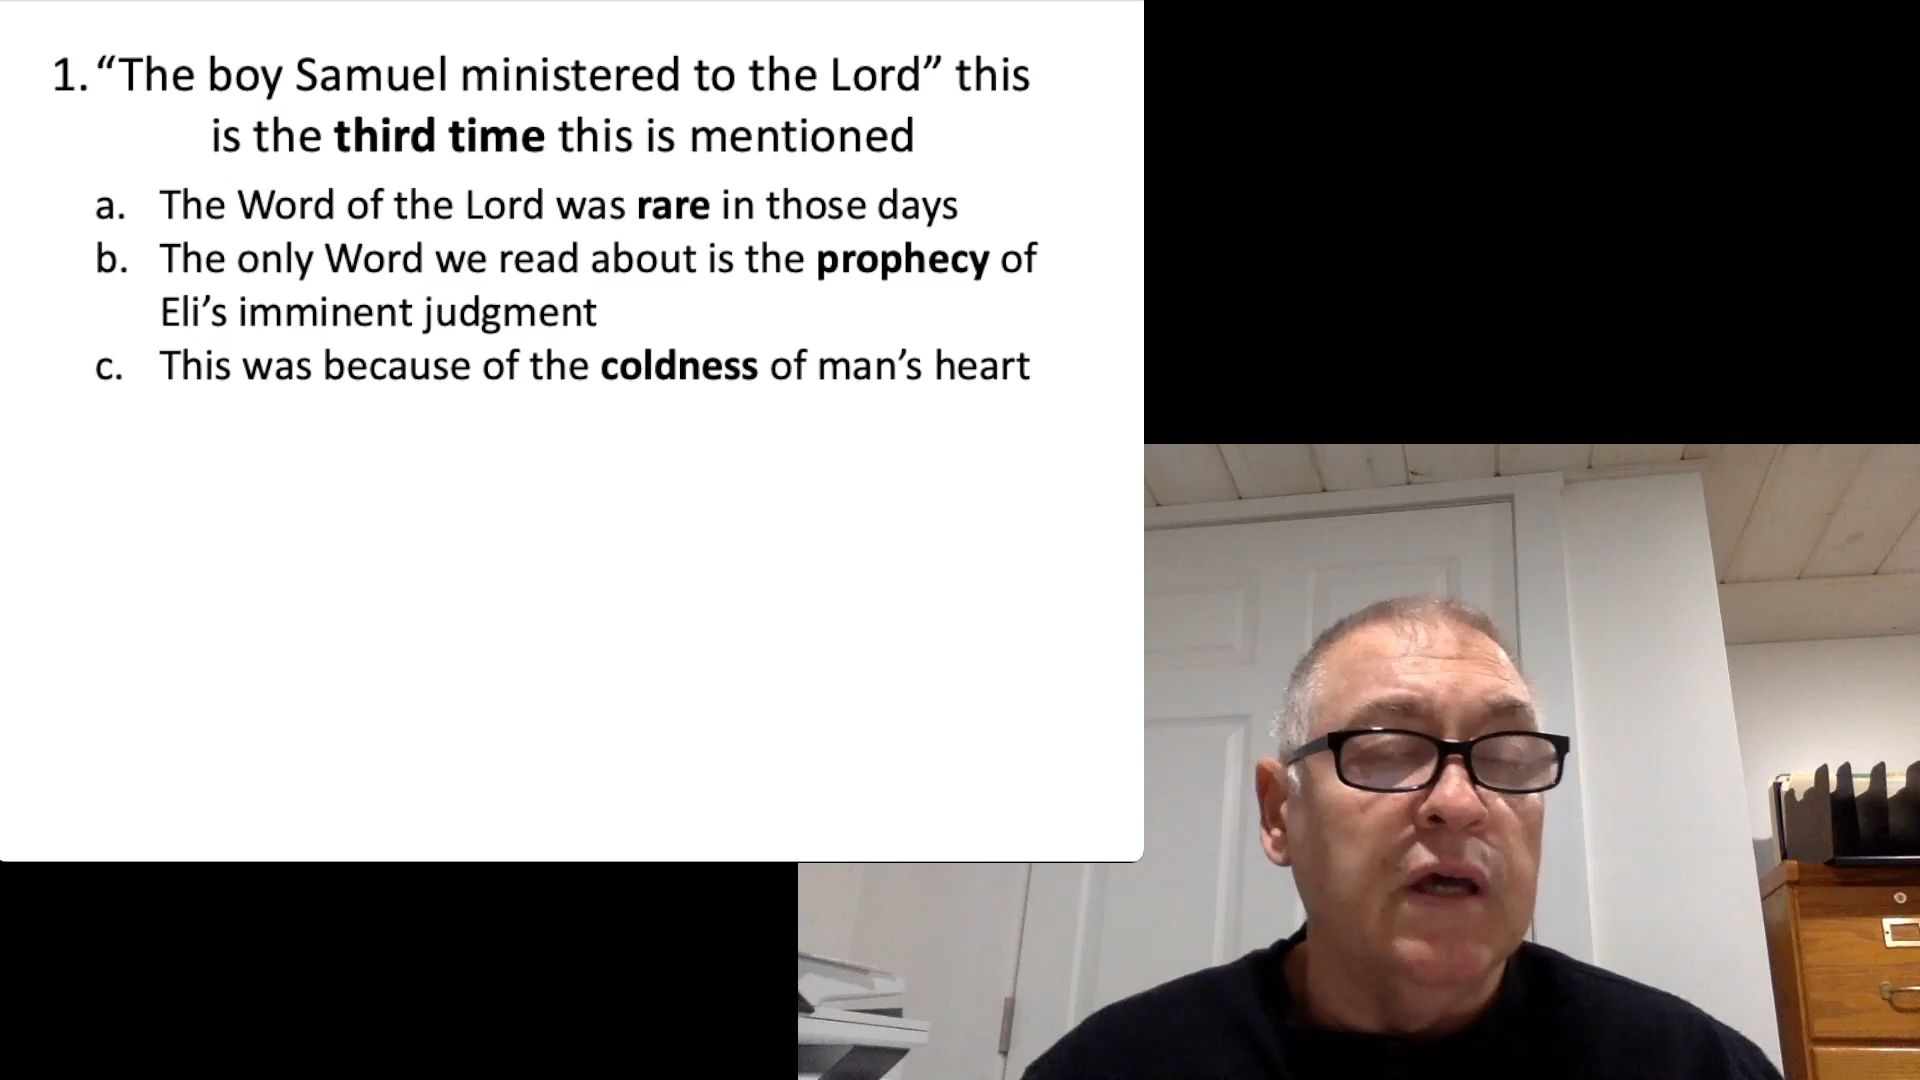 1. “The boy Samuel ministered to the Lord” this
is the third time this is mentioned
a. The Word of the Lord was rare in those days
b. The only Word we read about is the prophecy of
Eli’s imminent judgment
c. This was because of the coldness of man’s heart